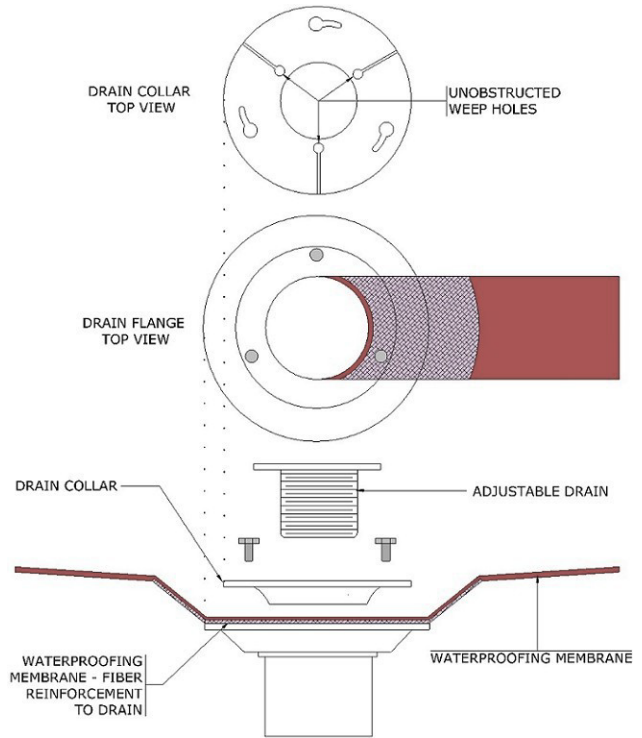 DRAIN COLLAR
TOP VIEW
UNOBSTRUCTED
WEEP HOLES
DRAIN FLANGE
TOP VIEW
DRAIN COLLAR
ADJUSTABLE DRAIN
WATERPROOFING
MEMBRANE - FIBER
REINFORCEMENT
TO DRAIN
WATERPROOFING MEMBRANE